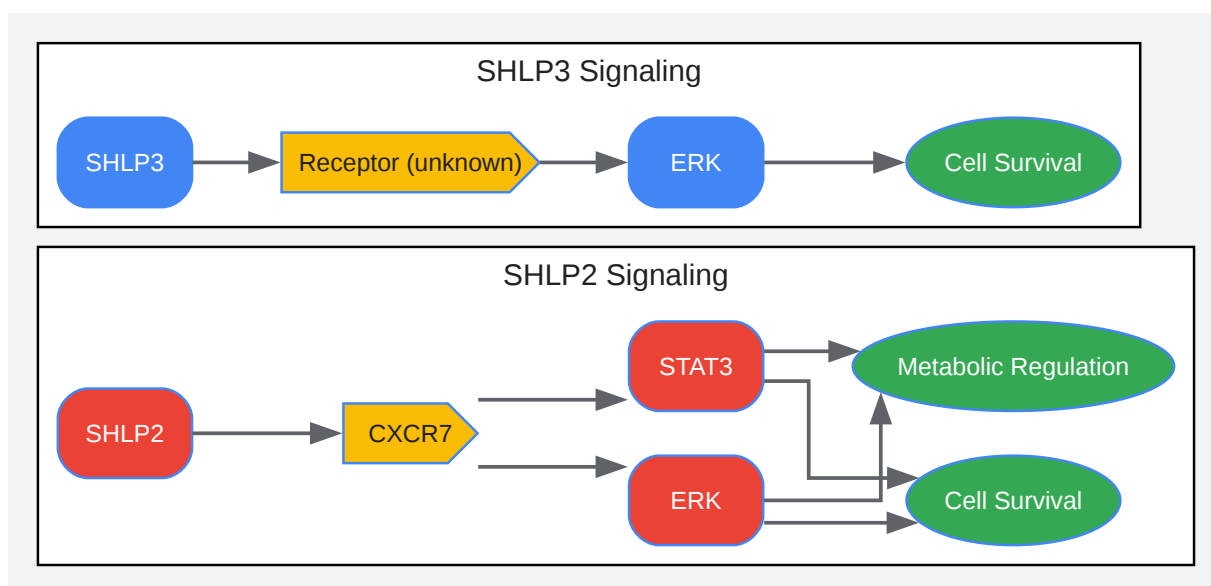 SHLP3 Signaling
SHLP3
Receptor (unknown)
ERK
Cell Survival
SHLP2 Signaling
SHLP2
CXCR7
STAT3
Metabolic Regulation
ERK
Cell Survival